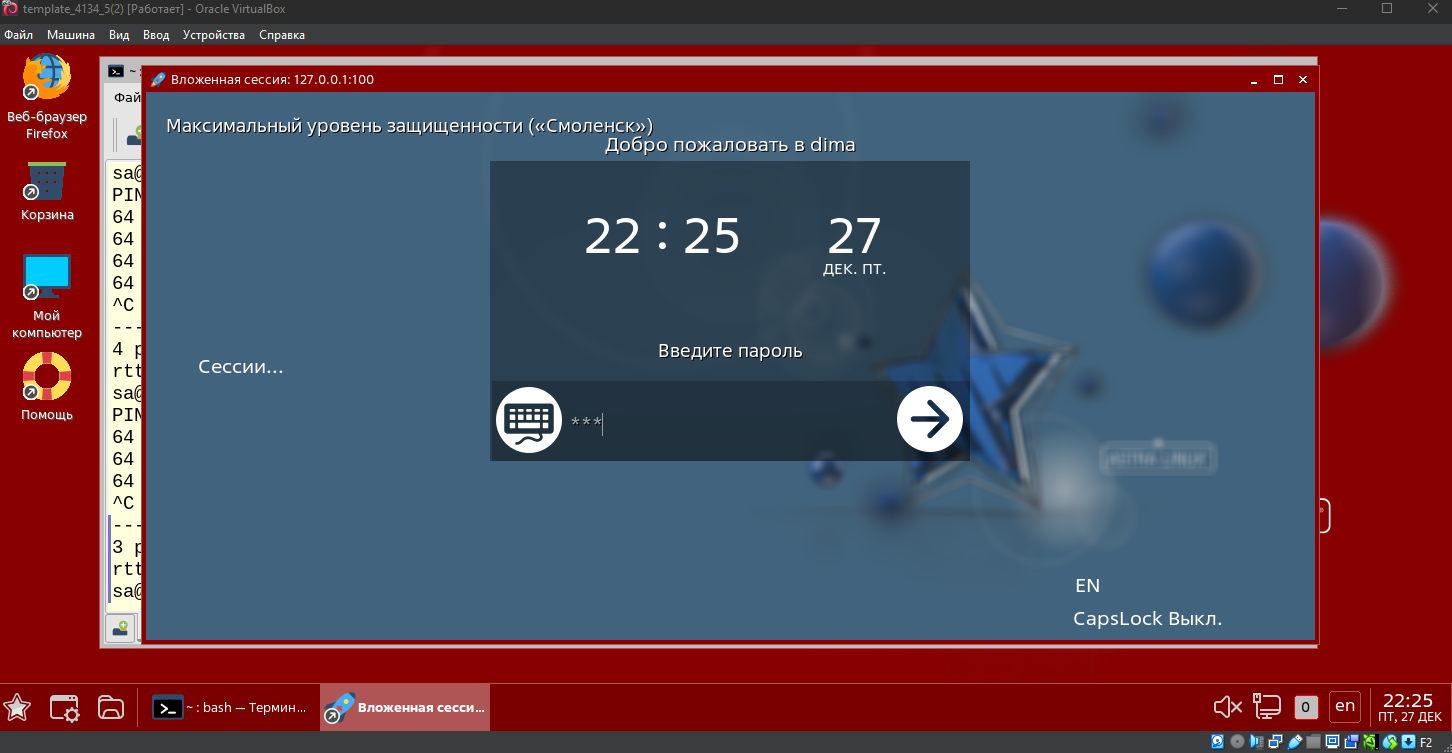 template_4134_5(2) [Работает] - Oracle VirtualBox
Файл Машина Вид Ввод Устройства Справка
Веб-браузер
Firefox
Корзина
Мой
компьютер
Помощь
~ :
Вложенная сессия: 127.0.0.1:100
Фай
sa@
PIN
64
64
64
64
^C
---
4 p
rtt
sa@
PIN
64
64
64
^C
---
3 p
rtt
sa@
Максимальный уровень защищенности («Смоленск»)
Добро пожаловать в dima
22 : 25 27
ДЕК. ПТ.
Введите пароль
Сессии...
***
EN
CapsLock Выкл.
~ : bash — Термин...
Вложенная сесси...
0
en
22:25
ПТ, 27 ДЕК
F2